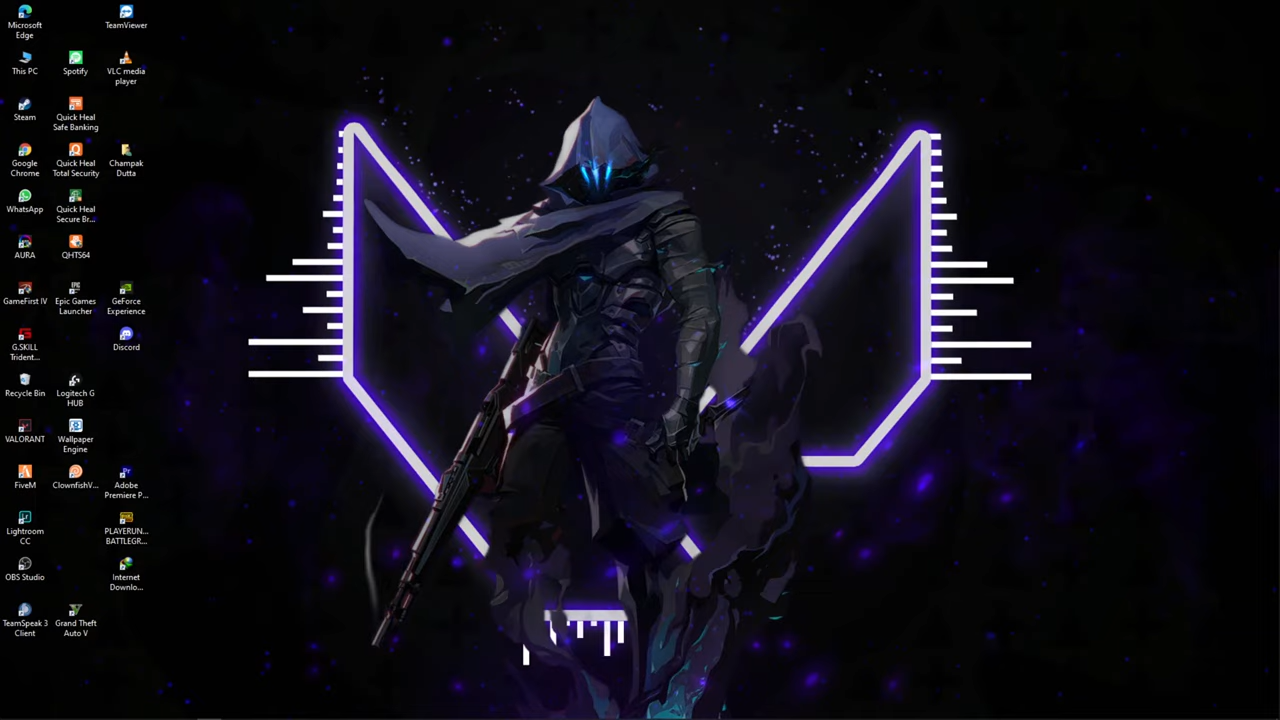 Microsoft
Edge
This PC
Steam
Google
Chrome
WhatsApp
AURA
GameFirst IV
G.SKILL
Trident...
Recycle Bin
VALORANT
FiveM
Lightroom
CC
OBS Studio
TeamSpeak 3
Client
Spotify
Quick Heal
Safe Banking
Quick Heal
Total Security
Quick Heal
Secure Br...
QHTS64
Epic Games
Launcher
Logitech G
HUB
Wallpaper
Engine
ClownfishV...
Grand Theft
Auto V
TeamViewer
VLC media
player
Champak
Dutta
GeForce
Experience
Discord
Adobe
Premiere P...
PLAYERUN...
BATTLEGR...
Internet
Downlo...